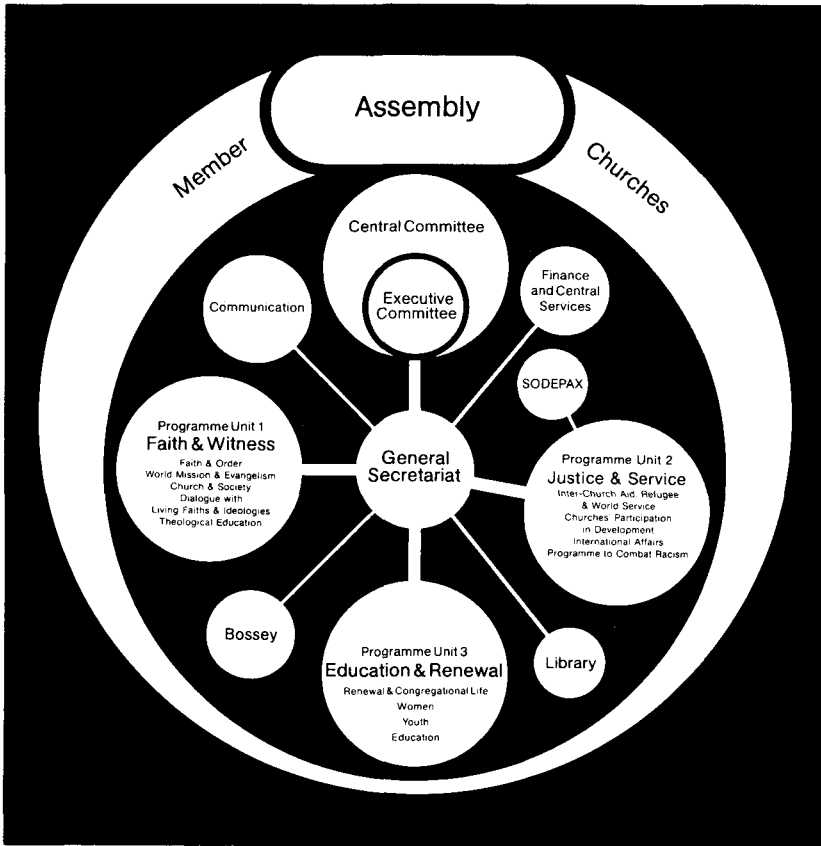 Assembly
Member
Churches
Central Committee
Executive
Committee
Communication
Finance
and Central
Services
SODEPAX
Programme Unit 1
Faith & Witness
Faith & Order
World Mission & Evangelism
Church & Society
Dialogue with
Living Faiths & Ideologies
Theological Education
General
Secretariat
Programme Unit 2
Justice & Service
Inter-Church Aid, Refugee
& World Service
Churches' Participation
in Development
International Affairs
Programme to Combat Racism
Bossey
Programme Unit 3
Education & Renewal
Renewal & Congregational Life
Women
Youth
Education
Library